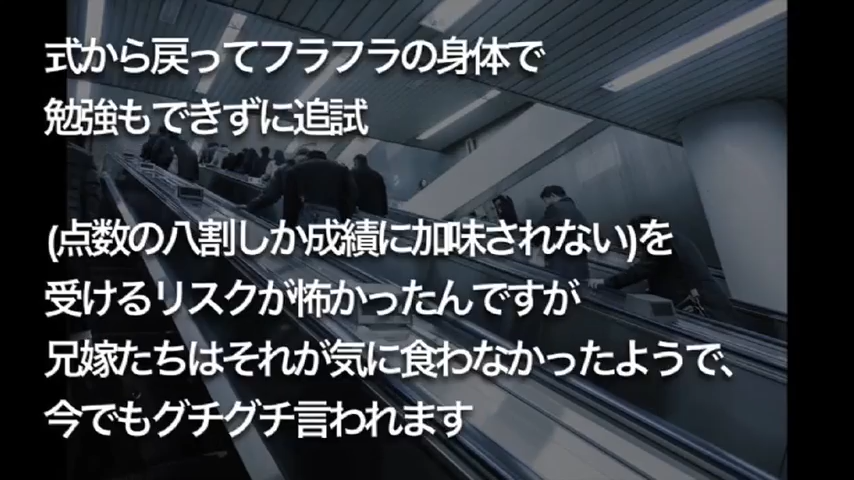 式から戻ってフラフラの身体で
勉強もできずに追試
(点数の八割しか成績に加味されない)を
受けるリスクが怖かったんですが
兄嫁たちはそれが気に食わなかったようで、
今でもグチグチ言われます